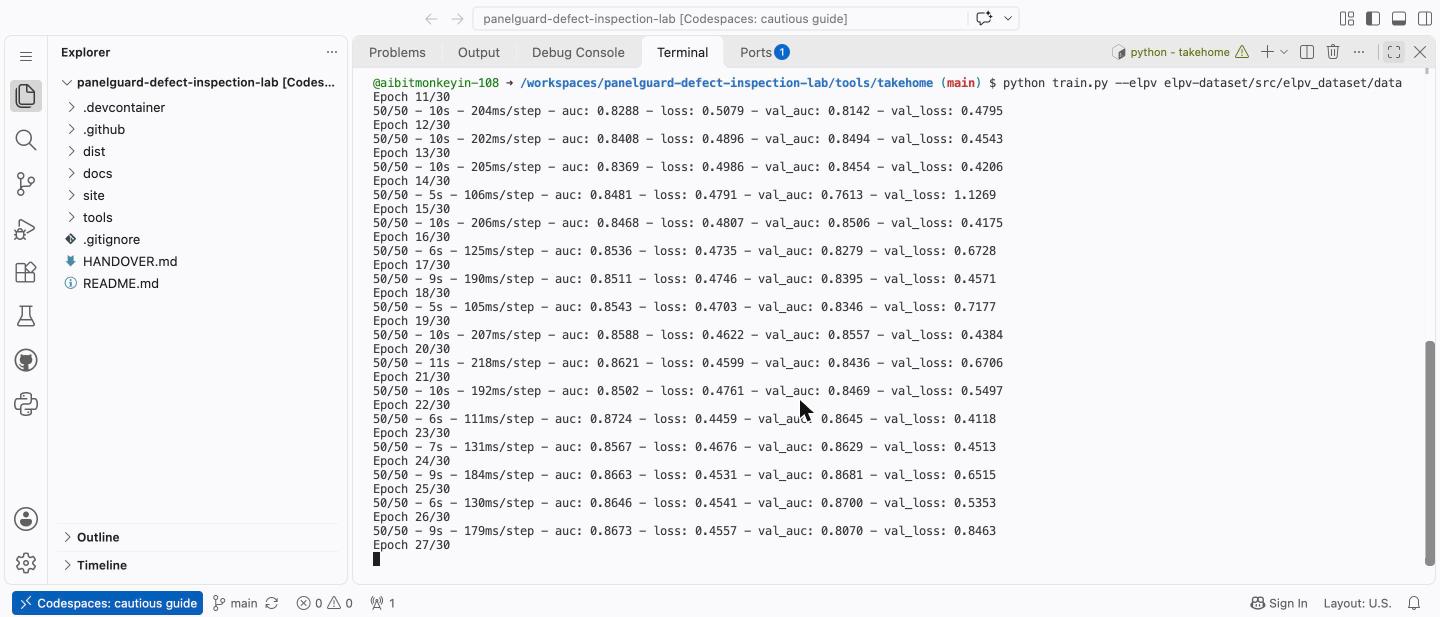 panelguard-defect-inspection-lab [Codespaces: cautious guide]
Explorer
Problems Output Debug Console Terminal Ports 1
python - takehome
panelguard-defect-inspection-lab [Codes...
.devcontainer
.github
dist
docs
site
tools
.gitignore
HANDOVER.md
README.md
Outline
Timeline
@aibitmonkeyin-108 ➜ /workspaces/panelguard-defect-inspection-lab/tools/takehome (main) $ python train.py --elpv elpv-dataset/src/elpv_dataset/data
Epoch 11/30
50/50 - 10s - 204ms/step - auc: 0.8288 - loss: 0.5079 - val_auc: 0.8142 - val_loss: 0.4795
Epoch 12/30
50/50 - 10s - 202ms/step - auc: 0.8408 - loss: 0.4896 - val_auc: 0.8494 - val_loss: 0.4543
Epoch 13/30
50/50 - 10s - 205ms/step - auc: 0.8369 - loss: 0.4986 - val_auc: 0.8454 - val_loss: 0.4206
Epoch 14/30
50/50 - 5s - 106ms/step - auc: 0.8481 - loss: 0.4791 - val_auc: 0.7613 - val_loss: 1.1269
Epoch 15/30
50/50 - 10s - 206ms/step - auc: 0.8468 - loss: 0.4807 - val_auc: 0.8506 - val_loss: 0.4175
Epoch 16/30
50/50 - 6s - 125ms/step - auc: 0.8536 - loss: 0.4735 - val_auc: 0.8279 - val_loss: 0.6728
Epoch 17/30
50/50 - 9s - 190ms/step - auc: 0.8511 - loss: 0.4746 - val_auc: 0.8395 - val_loss: 0.4571
Epoch 18/30
50/50 - 5s - 105ms/step - auc: 0.8543 - loss: 0.4703 - val_auc: 0.8346 - val_loss: 0.7177
Epoch 19/30
50/50 - 10s - 207ms/step - auc: 0.8588 - loss: 0.4622 - val_auc: 0.8557 - val_loss: 0.4384
Epoch 20/30
50/50 - 11s - 218ms/step - auc: 0.8621 - loss: 0.4599 - val_auc: 0.8436 - val_loss: 0.6706
Epoch 21/30
50/50 - 10s - 192ms/step - auc: 0.8502 - loss: 0.4761 - val_auc: 0.8469 - val_loss: 0.5497
Epoch 22/30
50/50 - 6s - 111ms/step - auc: 0.8724 - loss: 0.4459 - val_auc: 0.8645 - val_loss: 0.4118
Epoch 23/30
50/50 - 7s - 131ms/step - auc: 0.8567 - loss: 0.4676 - val_auc: 0.8629 - val_loss: 0.4513
Epoch 24/30
50/50 - 9s - 184ms/step - auc: 0.8663 - loss: 0.4531 - val_auc: 0.8681 - val_loss: 0.6515
Epoch 25/30
50/50 - 6s - 130ms/step - auc: 0.8646 - loss: 0.4541 - val_auc: 0.8700 - val_loss: 0.5353
Epoch 26/30
50/50 - 9s - 179ms/step - auc: 0.8673 - loss: 0.4557 - val_auc: 0.8070 - val_loss: 0.8463
Epoch 27/30
Codespaces: cautious guide main 0 0 1 Sign In Layout: U.S.